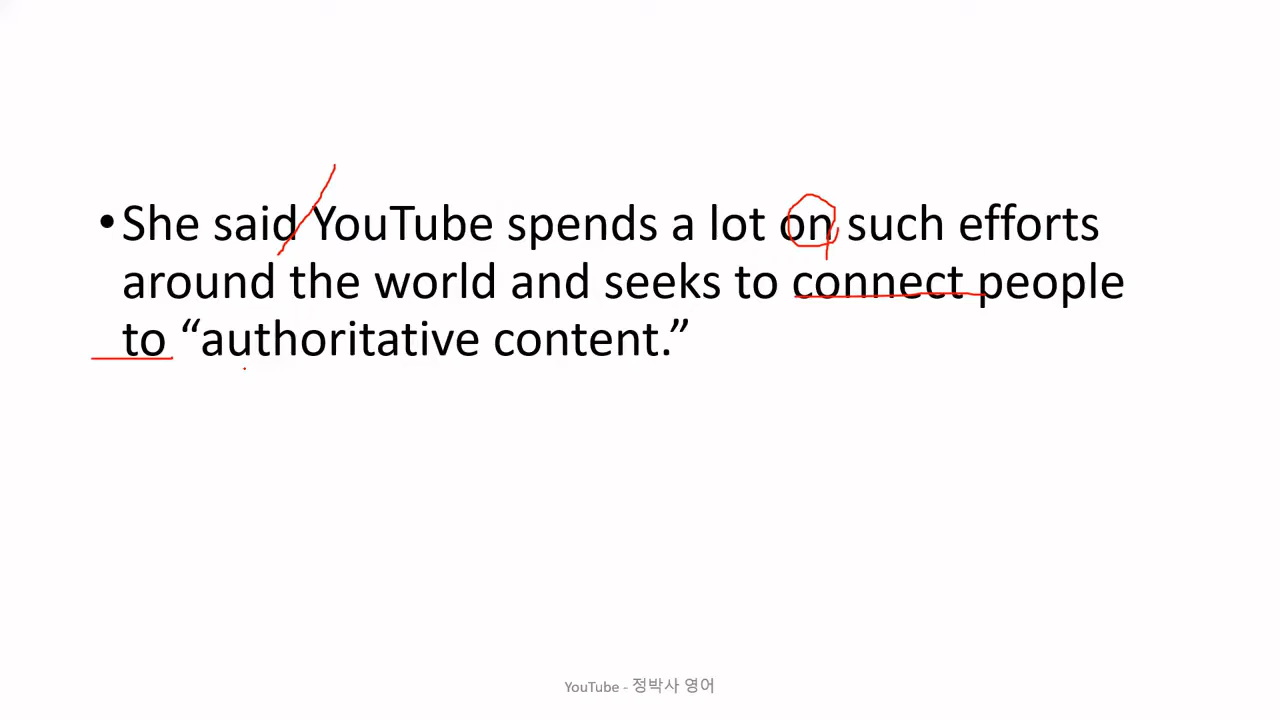 •She said YouTube spends a lot on such efforts
around the world and seeks to connect people
to “authoritative content.”
YouTube - 정박사 영어